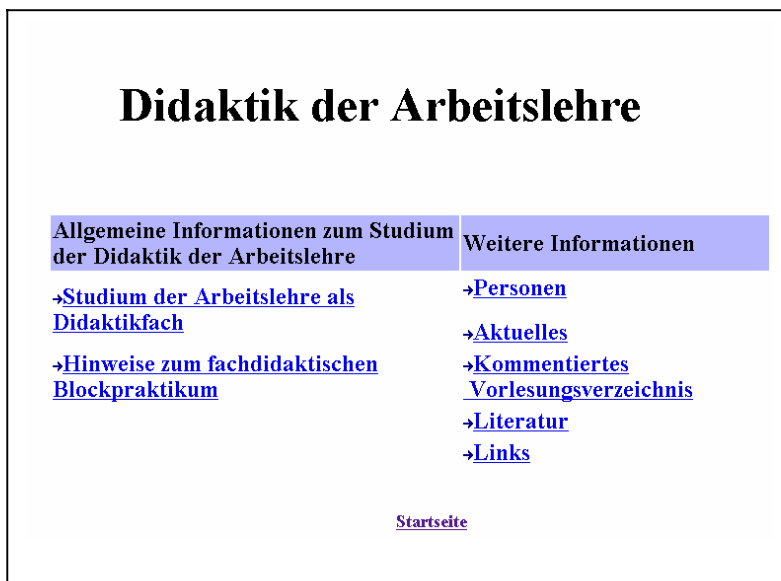 Didaktik der Arbeitslehre
Allgemeine Informationen zum Studium
der Didaktik der Arbeitslehre
Studium der Arbeitslehre als
Didaktikfach
Hinweise zum fachdidaktischen
Blockpraktikum
Weitere Informationen
Personen
Aktuelles
Kommentiertes
Vorlesungsverzeichnis
Literatur
Links
Startseite